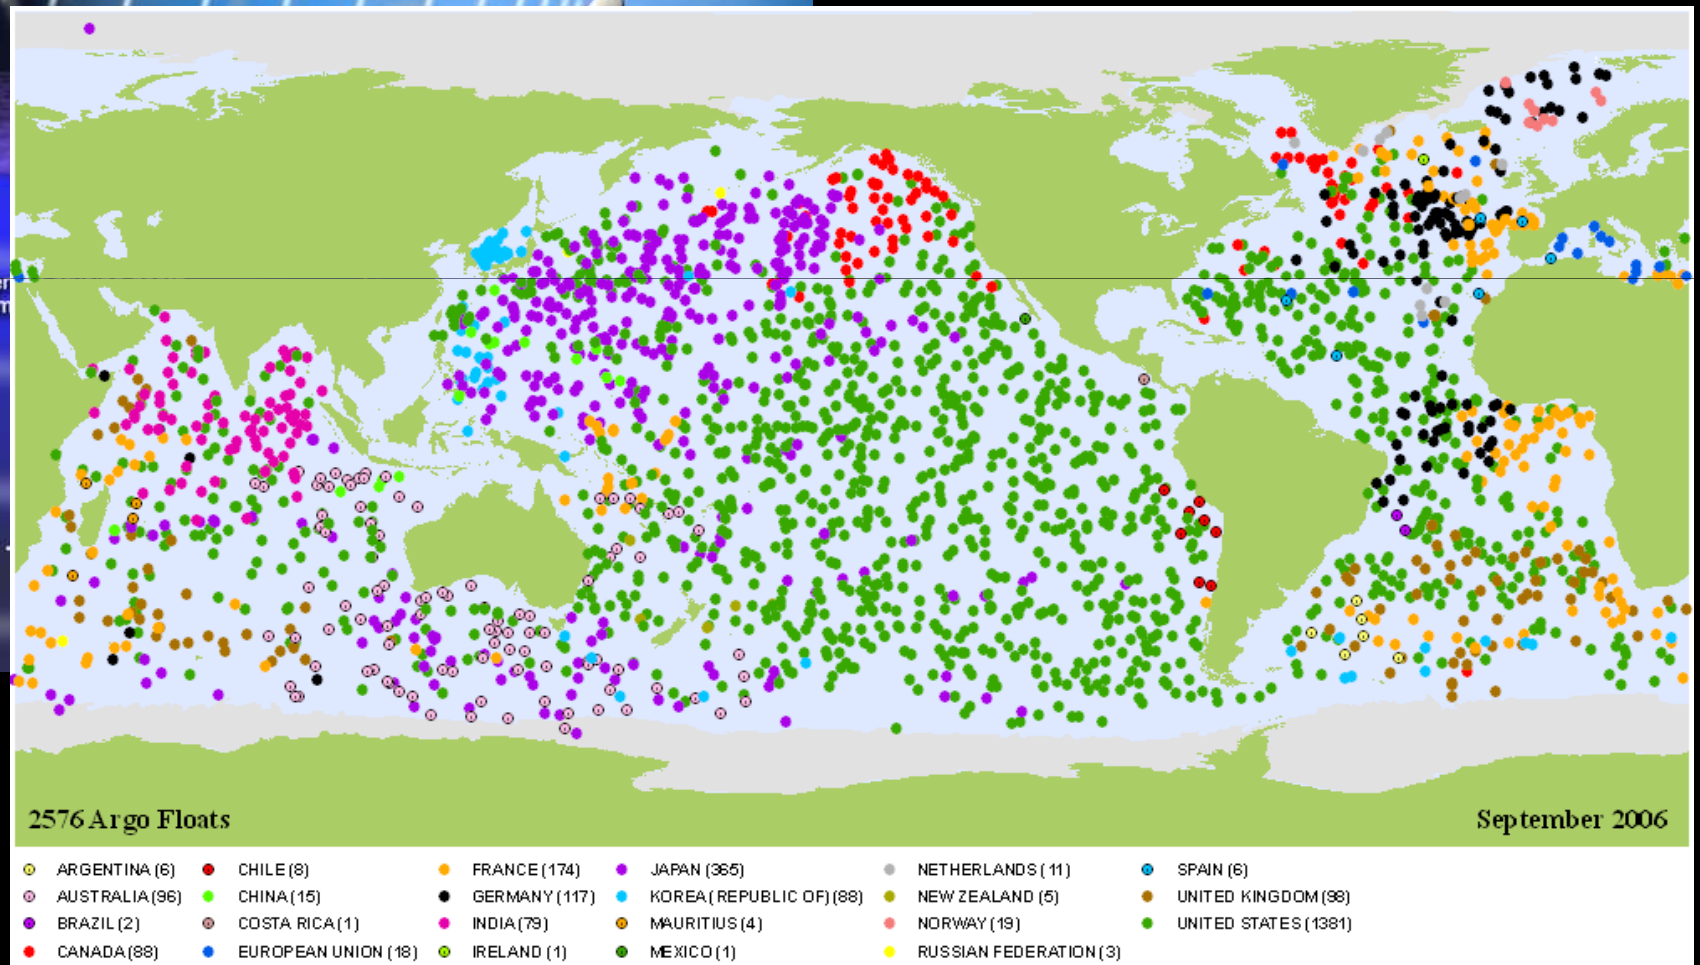 2576 Argo Floats
September 2006
ARGENTINA (6)
CHILE (8)
FRANCE (174)
JAPAN (365)
NETHERLANDS (11)
SPAIN (6)
AUSTRALIA (96)
CHINA (15)
GERMANY (117)
KOREA (REPUBLIC OF) (88)
NEW ZEALAND (5)
UNITED KINGDOM (98)
BRAZIL (2)
COSTA RICA (1)
INDIA (79)
MAURITIUS (4)
NORWAY (19)
UNITED STATES (1381)
CANADA (88)
EUROPEAN UNION (18)
IRELAND (1)
MEXICO (1)
RUSSIAN FEDERATION (3)